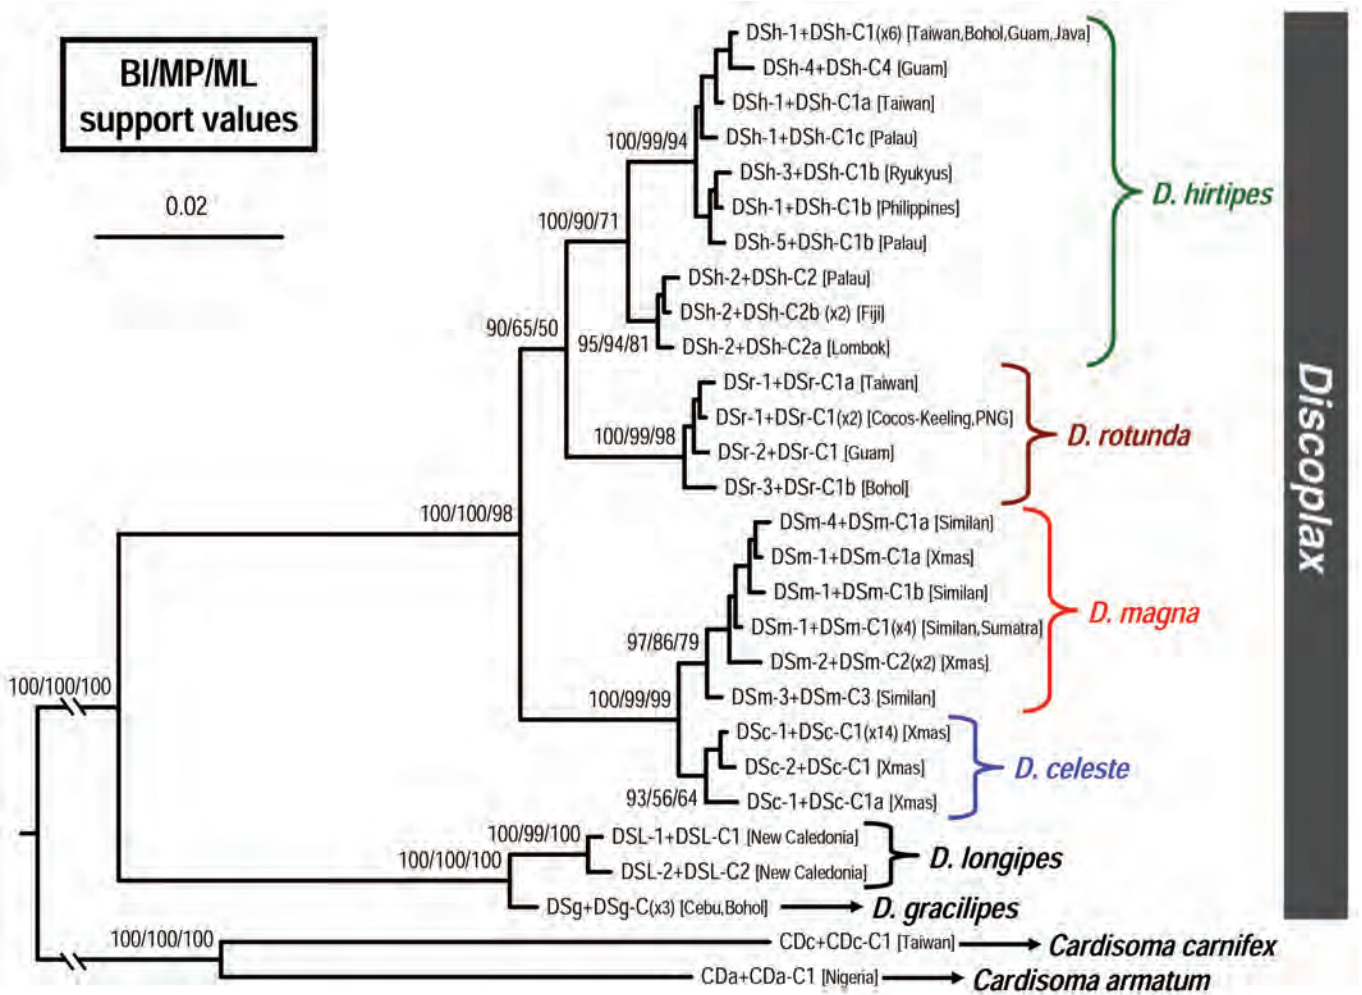 BI/MP/ML
support values
0.02
DSh-1+DSh-C1(x6) [Taiwan,Bohol,Guam,Java]
DSh-4+DSh-C4 [Guam]
DSh-1+DSh-C1a [Taiwan]
DSh-1+DSh-C1c [Palau]
100/99/94
DSh-3+DSh-C1b [Ryukyus]
DSh-1+DSh-C1b [Philippines]
DSh-5+DSh-C1b [Palau]
D. hirtipes
100/90/71
DSh-2+DSh-C2 [Palau]
DSh-2+DSh-C2b (x2) [Fiji]
DSh-2+DSh-C2a [Lombok]
95/94/81
90/65/50
DSr-1+DSr-C1a [Taiwan]
DSr-1+DSr-C1(x2) [Cocos-Keeling,PNG]
DSr-2+DSr-C1 [Guam]
DSr-3+DSr-C1b [Bohol]
100/99/98
D. rotunda
100/100/98
DSm-4+DSm-C1a [Similan]
DSm-1+DSm-C1a [Xmas]
DSm-1+DSm-C1b [Similan]
DSm-1+DSm-C1(x4) [Similan,Sumatra]
DSm-2+DSm-C2(x2) [Xmas]
DSm-3+DSm-C3 [Similan]
97/86/79
D. magna
100/99/99
DSc-1+DSc-C1(x14) [Xmas]
DSc-2+DSc-C1 [Xmas]
DSc-1+DSc-C1a [Xmas]
93/56/64
D. celeste
100/100/100
DSL-1+DSL-C1 [New Caledonia]
DSL-2+DSL-C2 [New Caledonia]
100/99/100
D. longipes
100/100/100
DSg+DSg-C(x3) [Cebu,Bohol]
D. gracilipes
Discoplax
100/100/100
CDc+CDc-C1 [Taiwan]
Cardisoma carnifex
CDa+CDa-C1 [Nigeria]
Cardisoma armatum